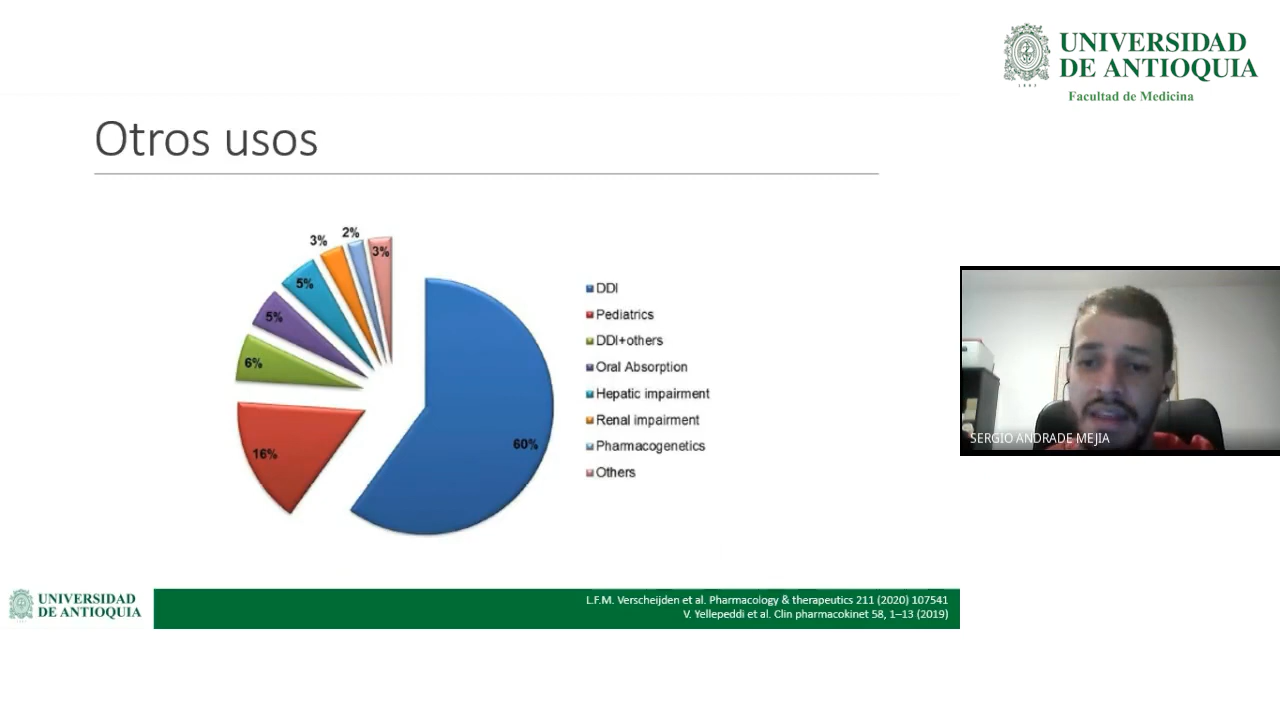 UNIVERSIDAD
DE ANTIOQUIA
Facultad de Medicina
Otros usos
3%
2%
3%
5%
5%
6%
16%
60%
DDI
Pediatrics
DDI+others
Oral Absorption
Hepatic impairment
Renal impairment
Pharmacogenetics
Others
SERGIO ANDRADE MEJIA
UNIVERSIDAD
DE ANTIOQUIA
L.F.M. Verscheijden et al. Pharmacology & therapeutics 211 (2020) 107541
V. Yellepeddi et al. Clin pharmacokinet 58, 1–13 (2019)